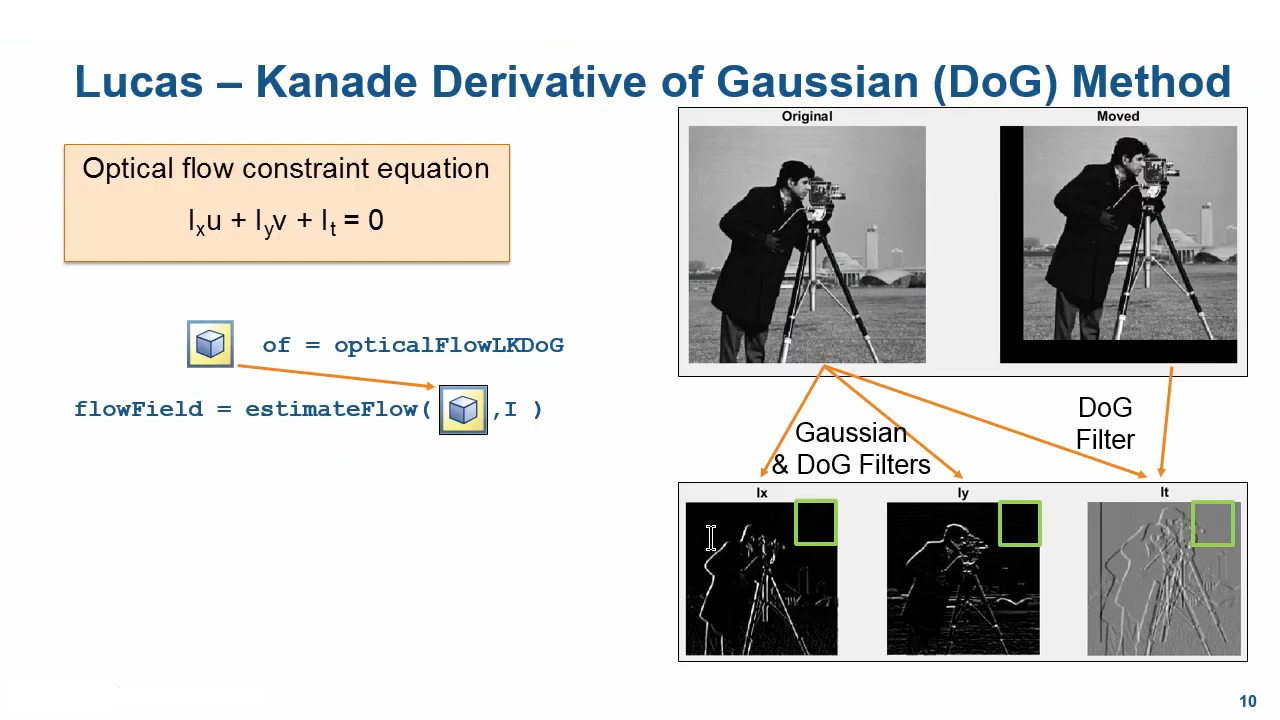 Lucas – Kanade Derivative of Gaussian (DoG) Method
Optical flow constraint equation
Iₓu + I_yv + Iₜ = 0
of = opticalFlowLKDoG
flowField = estimateFlow( ,I )
Original
Moved
Gaussian
& DoG Filters
DoG
Filter
Ix
Iy
It
10